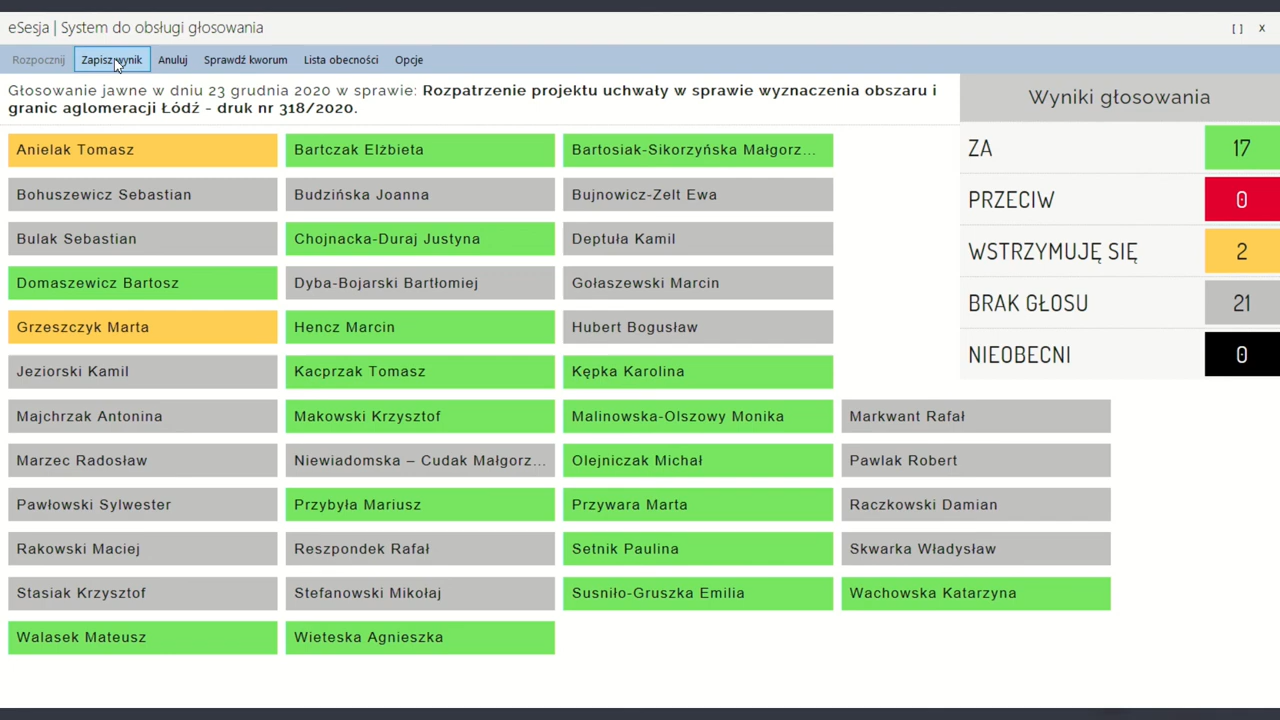 eSesja | System do obsługi głosowania
[ ] X
Rozpocznij Zapisz wynik Anuluj Sprawdź kworum Lista obecności Opcje
Głosowanie jawne w dniu 23 grudnia 2020 w sprawie: Rozpatrzenie projektu uchwały w sprawie wyznaczenia obszaru i
granic aglomeracji Łódź - druk nr 318/2020.
Wyniki głosowania
ZA 17
PRZECIW 0
WSTRZYMUJĘ SIĘ 2
BRAK GŁOSU 21
NIEOBECNI 0
Anielak Tomasz Bartczak Elżbieta Bartosiak-Sikorzyńska Małgorz...
Bohuszewicz Sebastian Budzińska Joanna Bujnowicz-Zelt Ewa
Bulak Sebastian Chojnacka-Duraj Justyna Deptuła Kamil
Domaszewicz Bartosz Dyba-Bojarski Bartłomiej Gołaszewski Marcin
Grzeszczyk Marta Hencz Marcin Hubert Bogusław
Jeziorski Kamil Kacprzak Tomasz Kępka Karolina
Majchrzak Antonina Makowski Krzysztof Malinowska-Olszowy Monika Markwant Rafał
Marzec Radosław Niewiadomska – Cudak Małgorz... Olejniczak Michał Pawlak Robert
Pawłowski Sylwester Przybyła Mariusz Przywara Marta Raczkowski Damian
Rakowski Maciej Reszpondek Rafał Setnik Paulina Skwarka Władysław
Stasiak Krzysztof Stefanowski Mikołaj Susniło-Gruszka Emilia Wachowska Katarzyna
Walasek Mateusz Wieteska Agnieszka